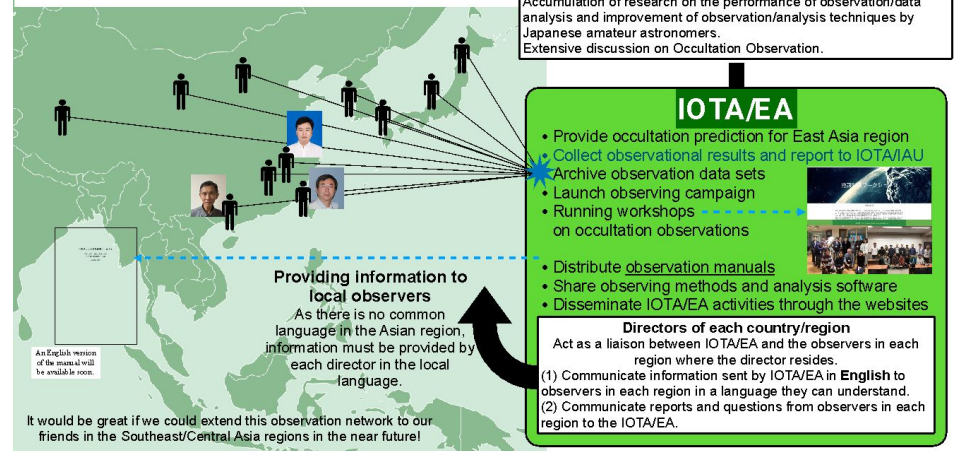 Accumulation of research on the performance of observation/data
analysis and improvement of observation/analysis techniques by
Japanese amateur astronomers.
Extensive discussion on Occultation Observation.
IOTA/EA
• Provide occultation prediction for East Asia region
• Collect observational results and report to IOTA/IAU
Archive observation data sets
• Launch observing campaign
• Running workshops
on occultation observations
• Distribute observation manuals
• Share observing methods and analysis software
• Disseminate IOTA/EA activities through the websites
Directors of each country/region
Act as a liaison between IOTA/EA and the observers in each
region where the director resides.
(1) Communicate information sent by IOTA/EA in English to
observers in each region in a language they can understand.
(2) Communicate reports and questions from observers in each
region to the IOTA/EA.
Providing information to
local observers
As there is no common
language in the Asian region,
information must be provided by
each director in the local
language.
An English version
of the manual will
be available soon.
It would be great if we could extend this observation network to our
friends in the Southeast/Central Asia regions in the near future!